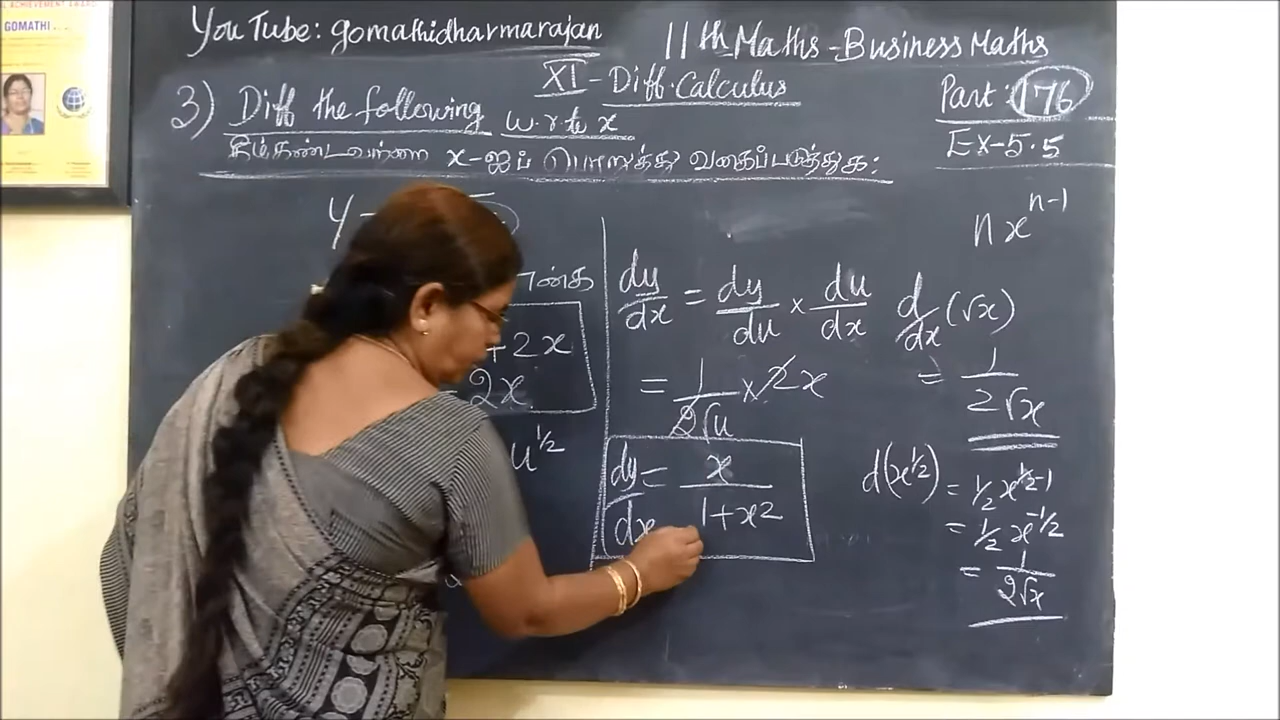 GOMATHI
YouTube: gomathidharmarajan
11th Maths - Business Maths
XI - Diff. Calculus
Part: 176
EX-5.5
3) Diff the following w.r.to x
கீழ்கண்டவற்றை x-ஐப் பொறுத்து வகைப்படுத்துக:
y =
என்க
+ 2x
= 2x
u^1/2
dy/dx = dy/du × du/dx
= 1/2√u × 2x
dy/dx = x/1+x²
nx^n-1
d/dx (√x)
= 1/2√x
d(x^1/2) = 1/2 x^1/2-1
= 1/2 x^-1/2
= 1/2√x